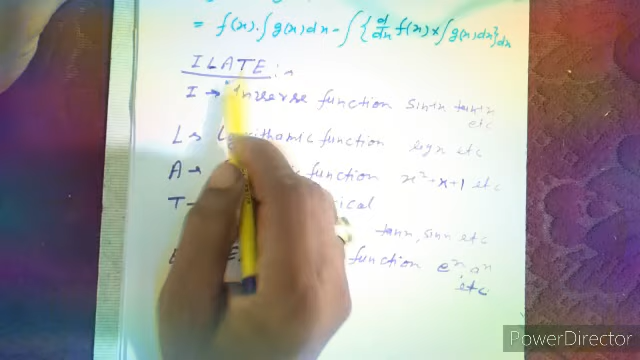 = f(x).∫g(x)dx - ∫{d/dx f(x) × ∫g(x)dx}dx
ILATE :-
I → Inverse function sin⁻¹x tan⁻¹x
etc
L → function log x etc
A → function x²+x+1 etc
T →
tanx, sinx etc
E function eˣ, aˣ
etc
PowerDirector